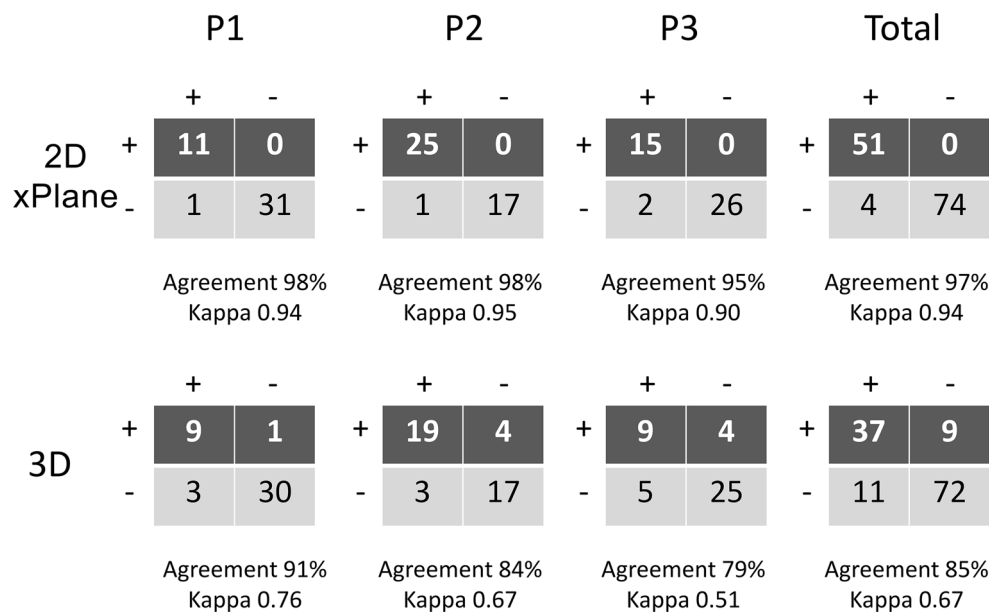 P1 P2 P3 Total
+ - + - + - + -
2D xPlane
+ 11 0 + 25 0 + 15 0 + 51 0
- 1 31 - 1 17 - 2 26 - 4 74
Agreement 98% Agreement 98% Agreement 95% Agreement 97%
Kappa 0.94 Kappa 0.95 Kappa 0.90 Kappa 0.94
+ - + - + - + -
3D
+ 9 1 + 19 4 + 9 4 + 37 9
- 3 30 - 3 17 - 5 25 - 11 72
Agreement 91% Agreement 84% Agreement 79% Agreement 85%
Kappa 0.76 Kappa 0.67 Kappa 0.51 Kappa 0.67